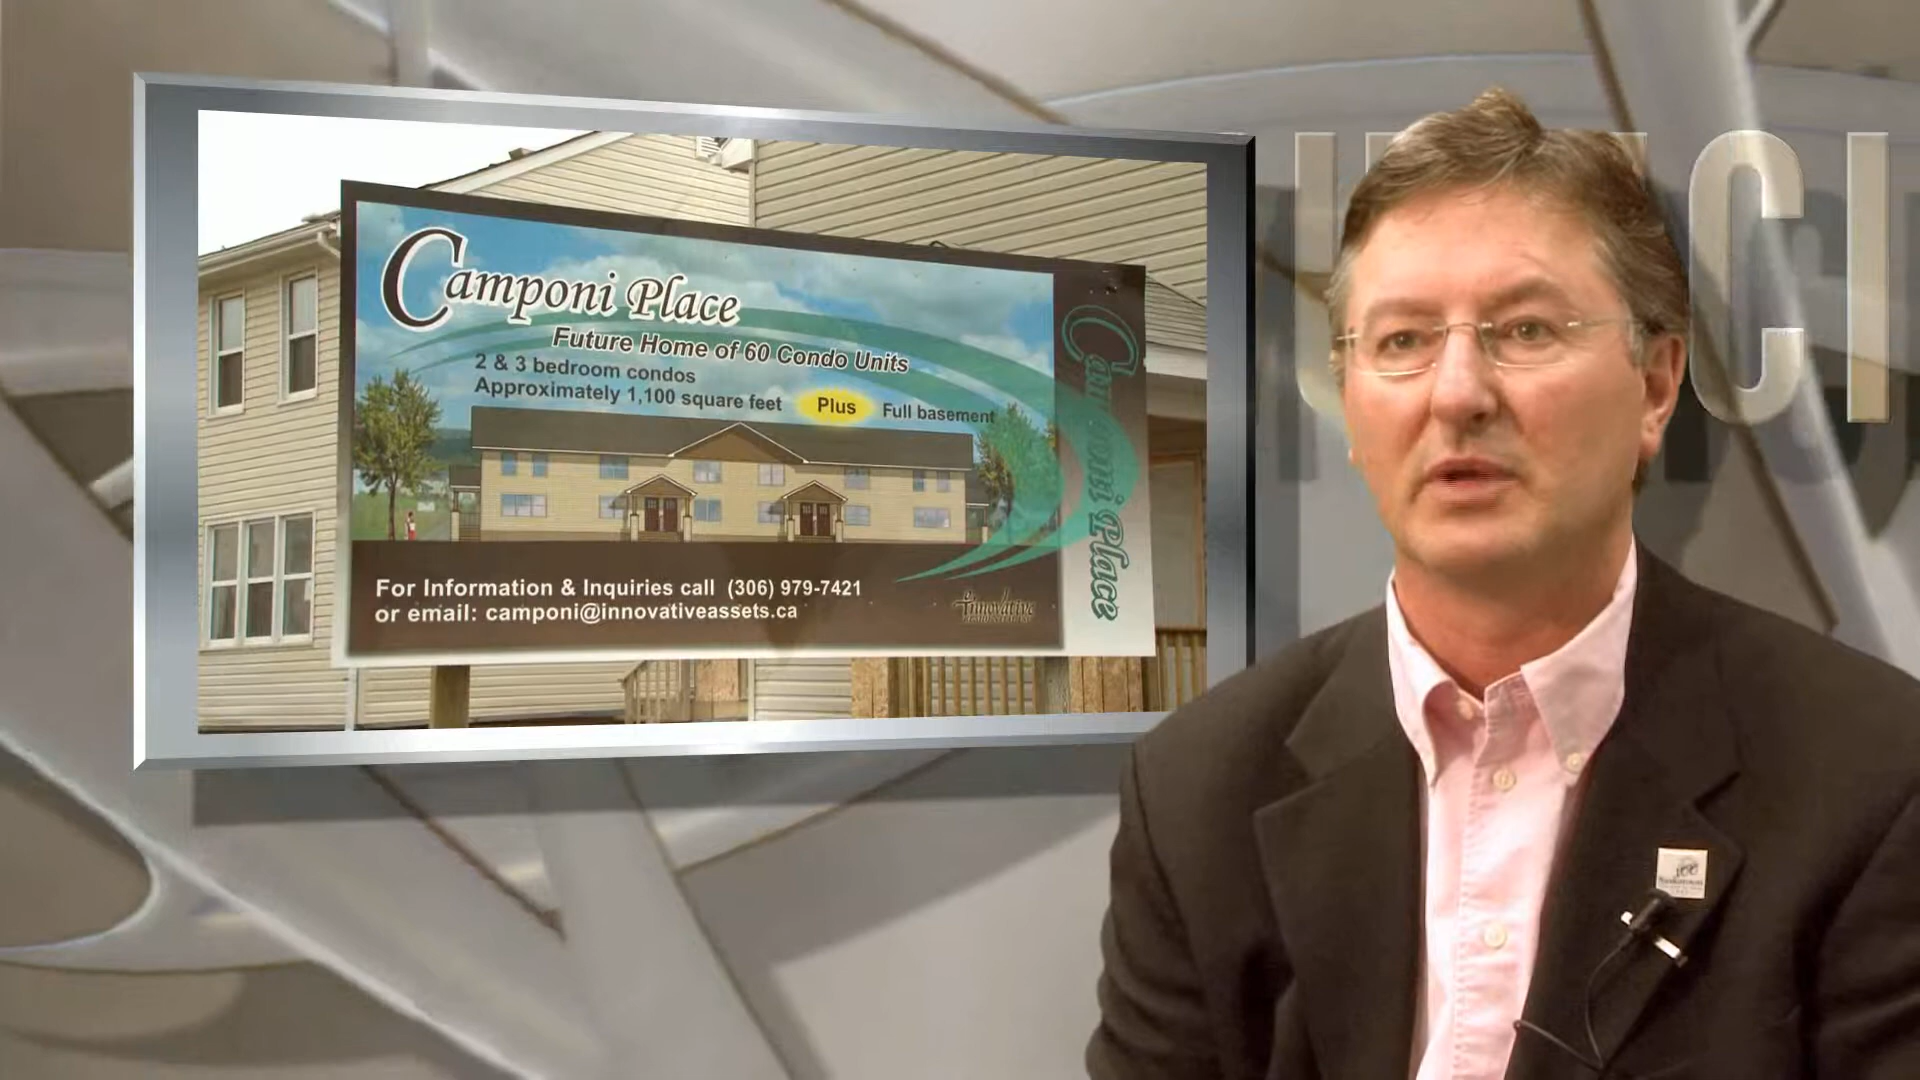 Camponi Place
Future Home of 60 Condo Units
2 & 3 bedroom condos
Approximately 1,100 square feet Plus Full basement
For Information & Inquiries call (306) 979-7421
or email: camponi@innovativeassets.ca
innovative
Camponi Place
100